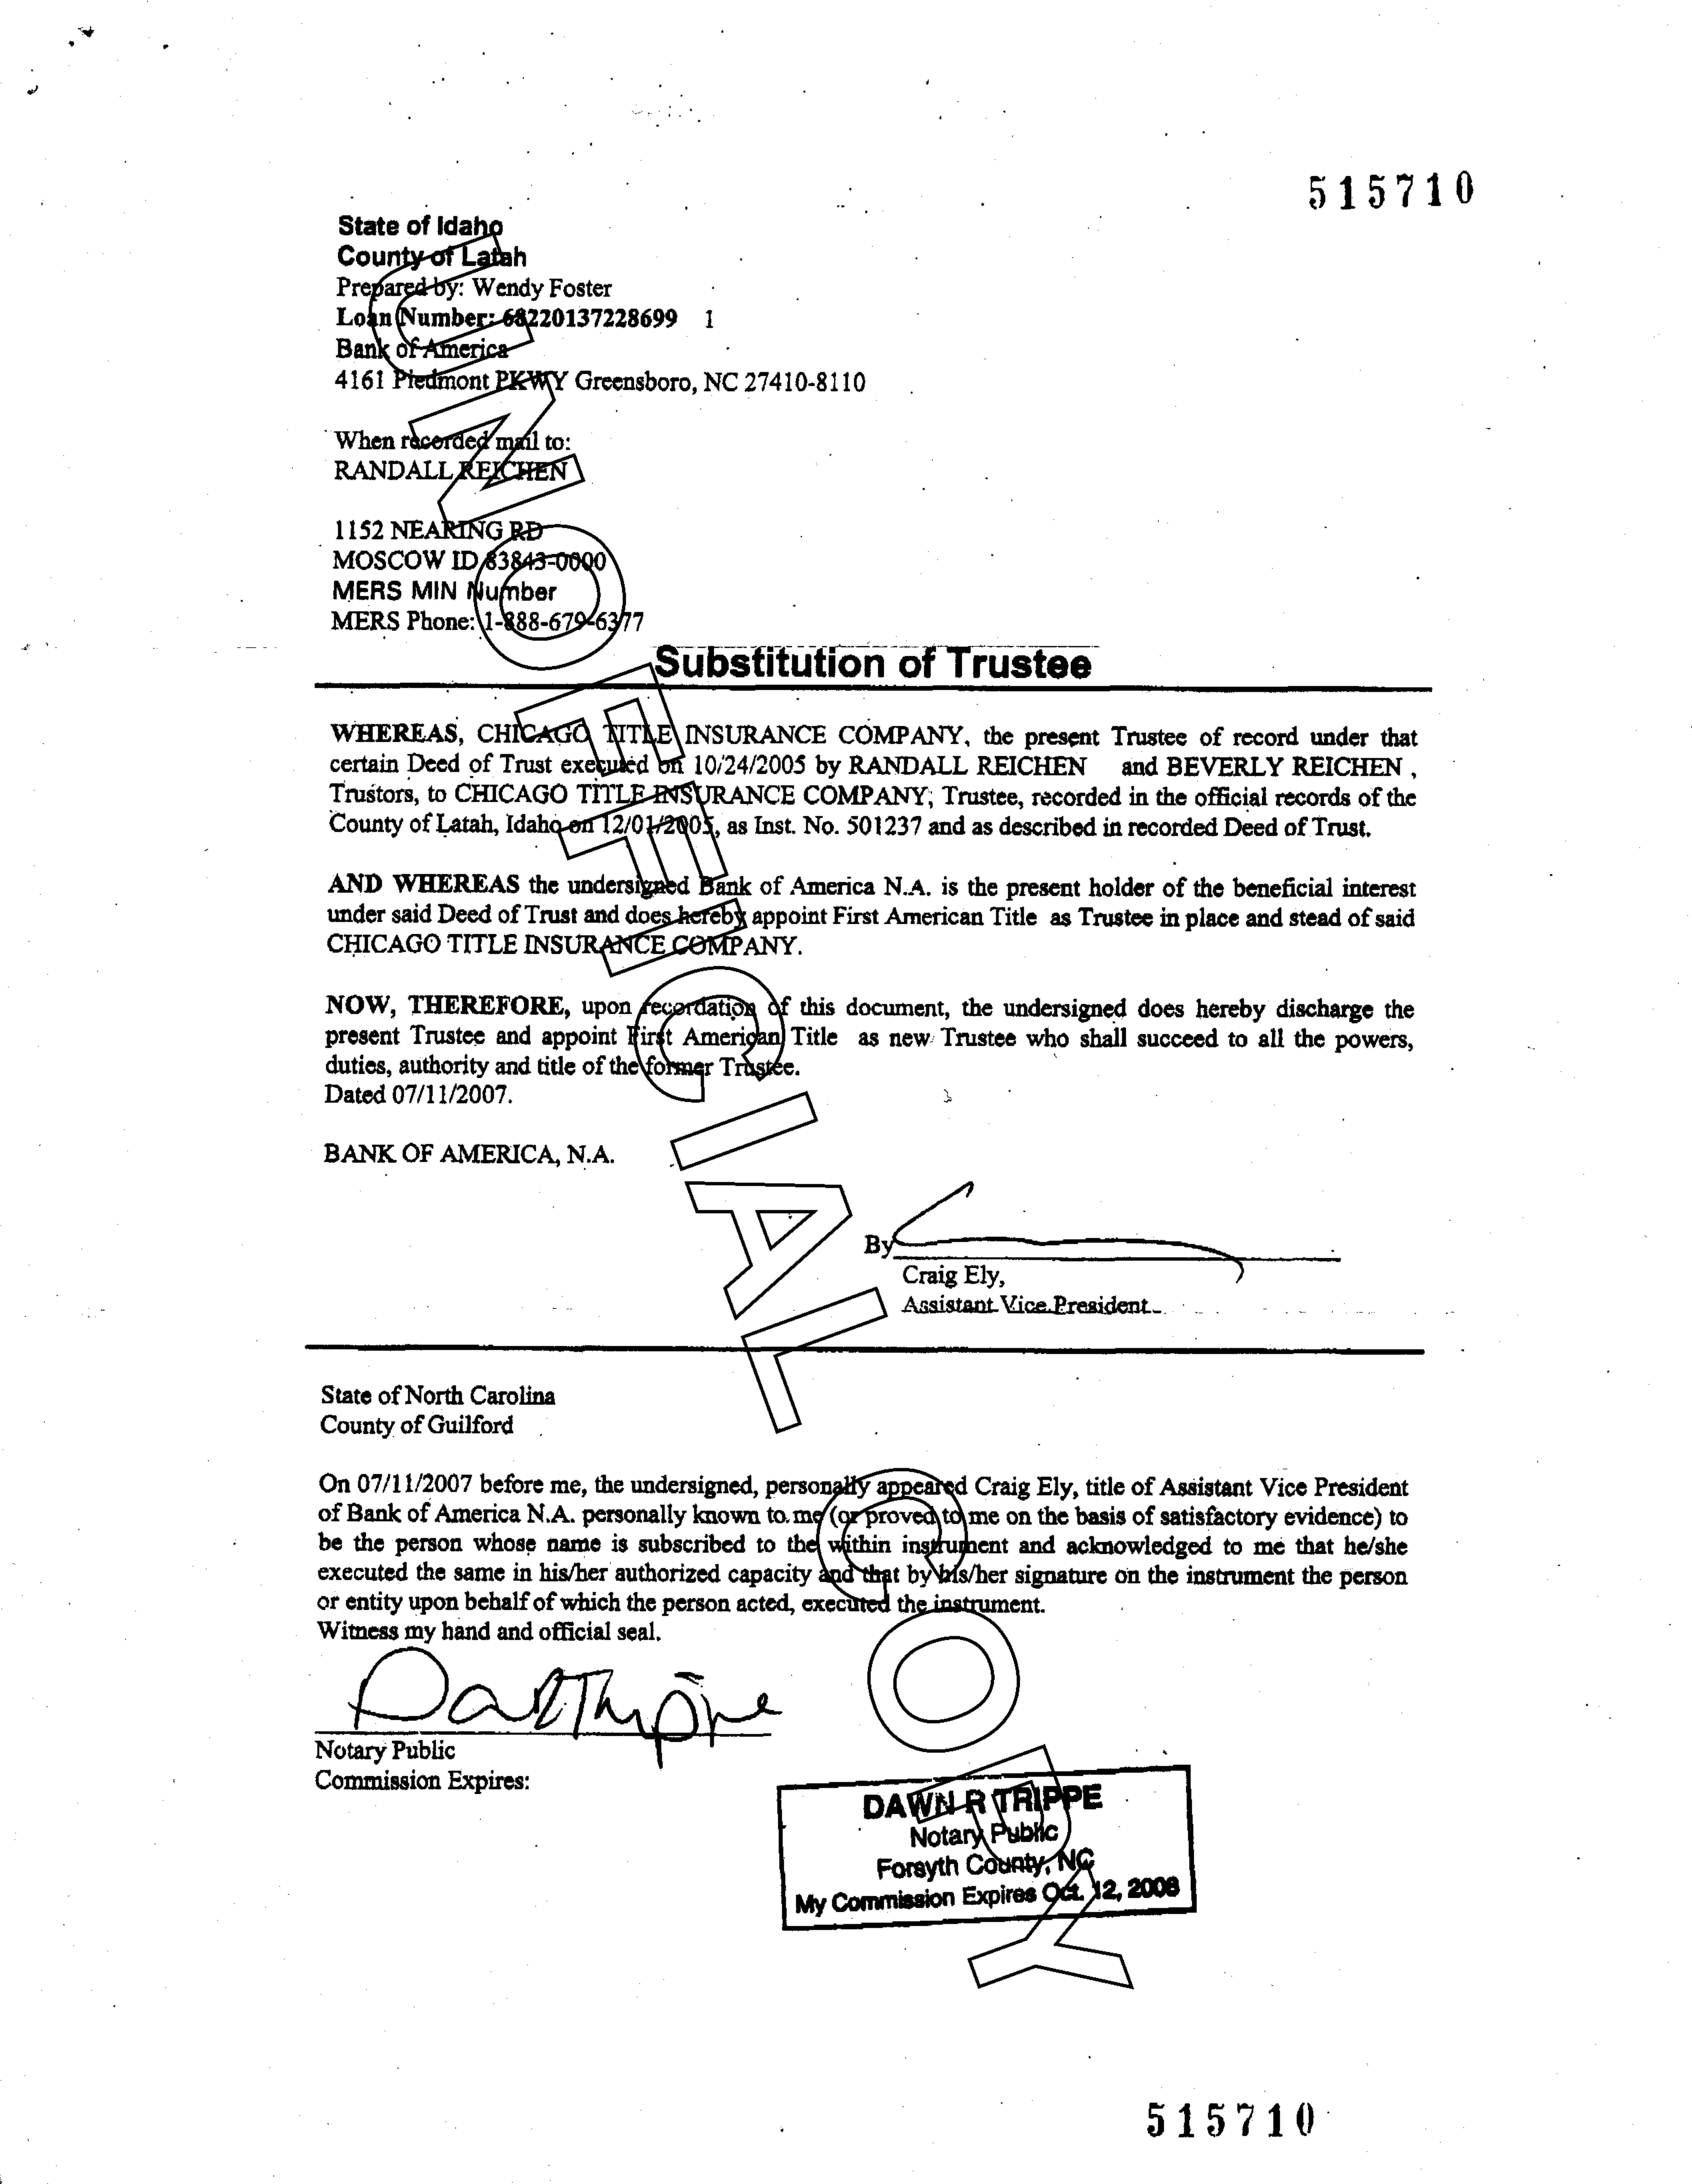 515710
State of Idaho
County of Latah
Prepared by: Wendy Foster
Loan Number: 68220137228699 1
Bank of America
4161 Piedmont PKWY Greensboro, NC 27410-8110
When recorded mail to:
RANDALL REICHEN
1152 NEARING RD
MOSCOW ID 83843-0000
MERS MIN Number
MERS Phone: 1-888-679-6377
Substitution of Trustee
WHEREAS, CHICAGO TITLE INSURANCE COMPANY, the present Trustee of record under that
certain Deed of Trust executed on 10/24/2005 by RANDALL REICHEN and BEVERLY REICHEN ,
Trustors, to CHICAGO TITLE INSURANCE COMPANY, Trustee, recorded in the official records of the
County of Latah, Idaho on 12/01/2005, as Inst. No. 501237 and as described in recorded Deed of Trust.
AND WHEREAS the undersigned Bank of America N.A. is the present holder of the beneficial interest
under said Deed of Trust and does hereby appoint First American Title as Trustee in place and stead of said
CHICAGO TITLE INSURANCE COMPANY.
NOW, THEREFORE, upon recordation of this document, the undersigned does hereby discharge the
present Trustee and appoint First American Title as new Trustee who shall succeed to all the powers,
duties, authority and title of the former Trustee.
Dated 07/11/2007.
BANK OF AMERICA, N.A.
By
Craig Ely,
Assistant Vice President
State of North Carolina
County of Guilford
On 07/11/2007 before me, the undersigned, personally appeared Craig Ely, title of Assistant Vice President
of Bank of America N.A. personally known to me (or proved to me on the basis of satisfactory evidence) to
be the person whose name is subscribed to the within instrument and acknowledged to me that he/she
executed the same in his/her authorized capacity and that by his/her signature on the instrument the person
or entity upon behalf of which the person acted, executed the instrument.
Witness my hand and official seal.
Notary Public
Commission Expires:
DAWN R TRIPPE
Notary Public
Forsyth County, NC
My Commission Expires Oct. 12, 2008
UNOFFICIAL COPY
515710